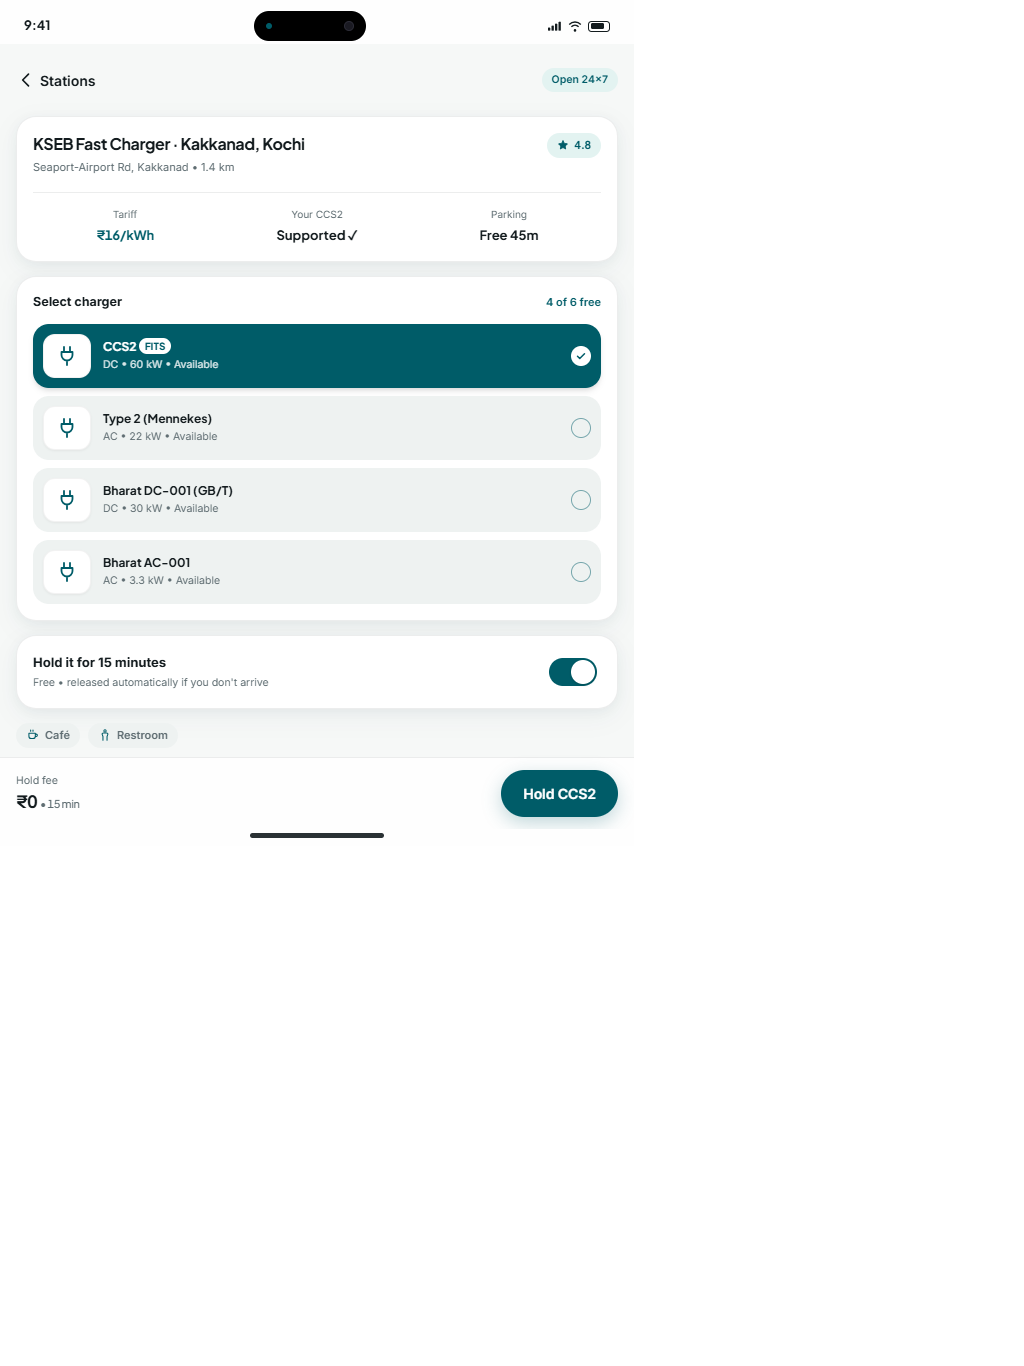 9:41
Stations
Open 24×7
KSEB Fast Charger · Kakkanad, Kochi
4.8
Seaport-Airport Rd, Kakkanad • 1.4 km
Tariff
Your CCS2
Parking
₹16/kWh
Supported ✓
Free 45m
Select charger
4 of 6 free
CCS2 FITS
DC • 60 kW • Available
Type 2 (Mennekes)
AC • 22 kW • Available
Bharat DC-001 (GB/T)
DC • 30 kW • Available
Bharat AC-001
AC • 3.3 kW • Available
Hold it for 15 minutes
Free • released automatically if you don't arrive
Café
Restroom
Hold fee
₹0 • 15 min
Hold CCS2